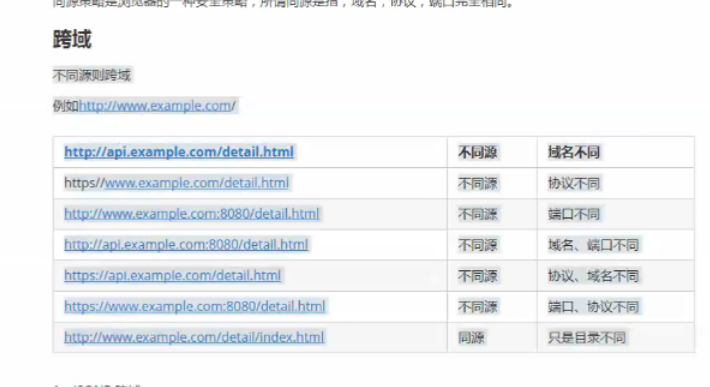 同源策略是浏览器的一种安全策略，所谓同源是指，域名，协议，端口完全相同。
跨域
不同源则跨域
例如http://www.example.com/
http://api.example.com/detail.html 不同源 域名不同
https//www.example.com/detail.html 不同源 协议不同
http://www.example.com:8080/detail.html 不同源 端口不同
http://api.example.com:8080/detail.html 不同源 域名、端口不同
https://api.example.com/detail.html 不同源 协议、域名不同
https://www.example.com:8080/detail.html 不同源 端口、协议不同
http://www.example.com/detail/index.html 同源 只是目录不同